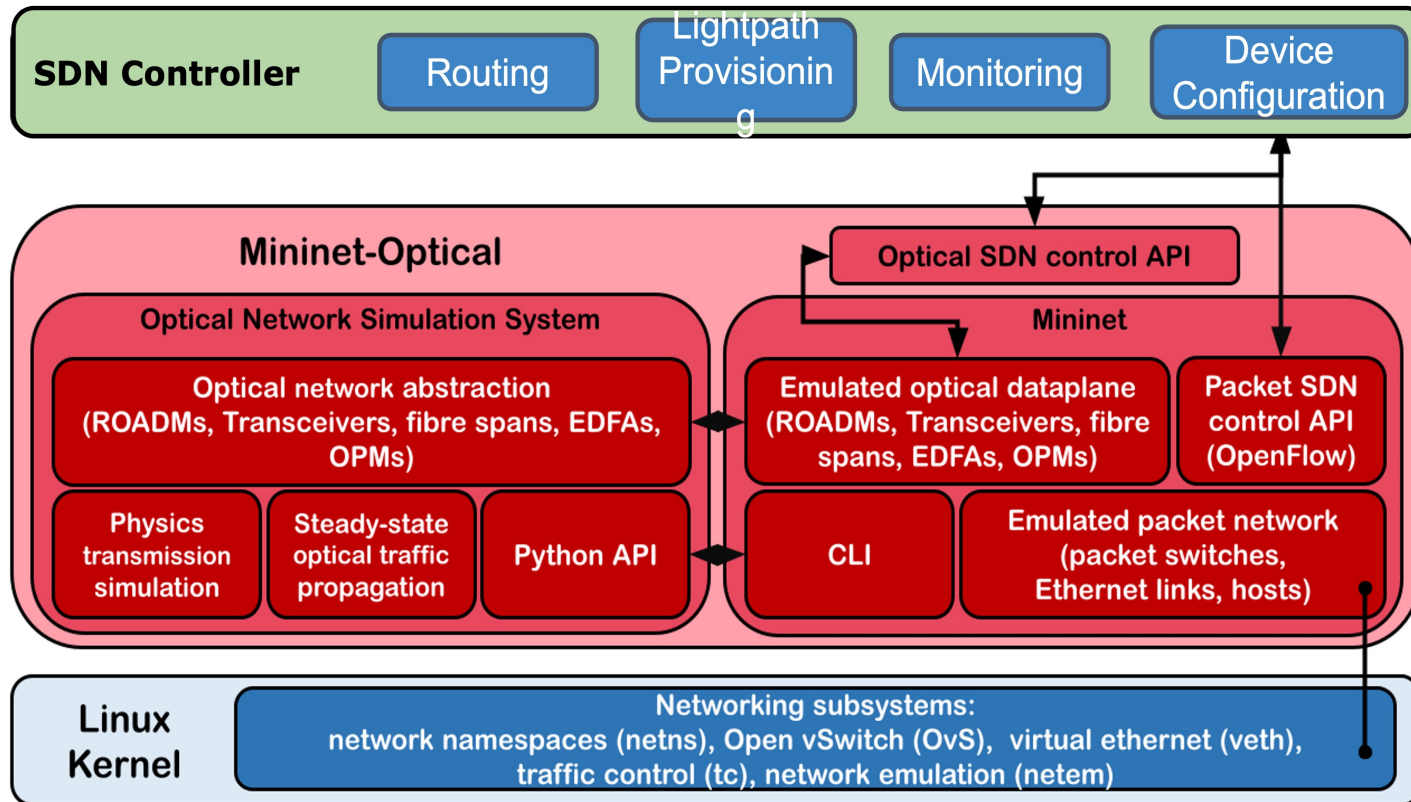 SDN Controller
Routing
Lightpath
Provisionin
g
Monitoring
Device
Configuration
Mininet-Optical
Optical SDN control API
Optical Network Simulation System
Mininet
Optical network abstraction
(ROADMs, Transceivers, fibre spans, EDFAs,
OPMs)
Emulated optical dataplane
(ROADMs, Transceivers, fibre
spans, EDFAs, OPMs)
Packet SDN
control API
(OpenFlow)
Physics
transmission
simulation
Steady-state
optical traffic
propagation
Python API
CLI
Emulated packet network
(packet switches,
Ethernet links, hosts)
Linux
Kernel
Networking subsystems:
network namespaces (netns), Open vSwitch (OvS), virtual ethernet (veth),
traffic control (tc), network emulation (netem)